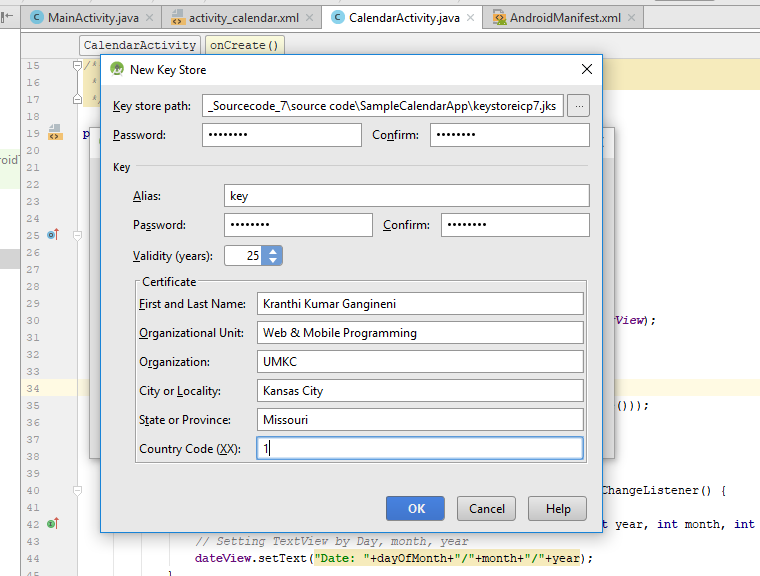 MainActivity.java
activity_calendar.xml
CalendarActivity.java
AndroidManifest.xml
CalendarActivity
onCreate()
New Key Store
Key store path:
_Sourcecode_7\source code\SampleCalendarApp\keystoreicp7.jks
...
Password:
••••••••
Confirm:
••••••••
Key
Alias:
key
Password:
••••••••
Confirm:
••••••••
Validity (years):
25
Certificate
First and Last Name:
Kranthi Kumar Gangineni
Organizational Unit:
Web & Mobile Programming
Organization:
UMKC
City or Locality:
Kansas City
State or Province:
Missouri
Country Code (XX):
1
OK
Cancel
Help
15
/*
16
*
17
18
19
20
21
22
23
24
25
26
27
28
29
30
View);
31
32
33
34
35
()));
36
37
38
39
40
ChangeListener() {
41
42
t year, int month, int
43
// Setting TextView by Day, month, year
44
dateView.setText("Date: "+dayOfMonth+"/"+month+"/"+year);
45